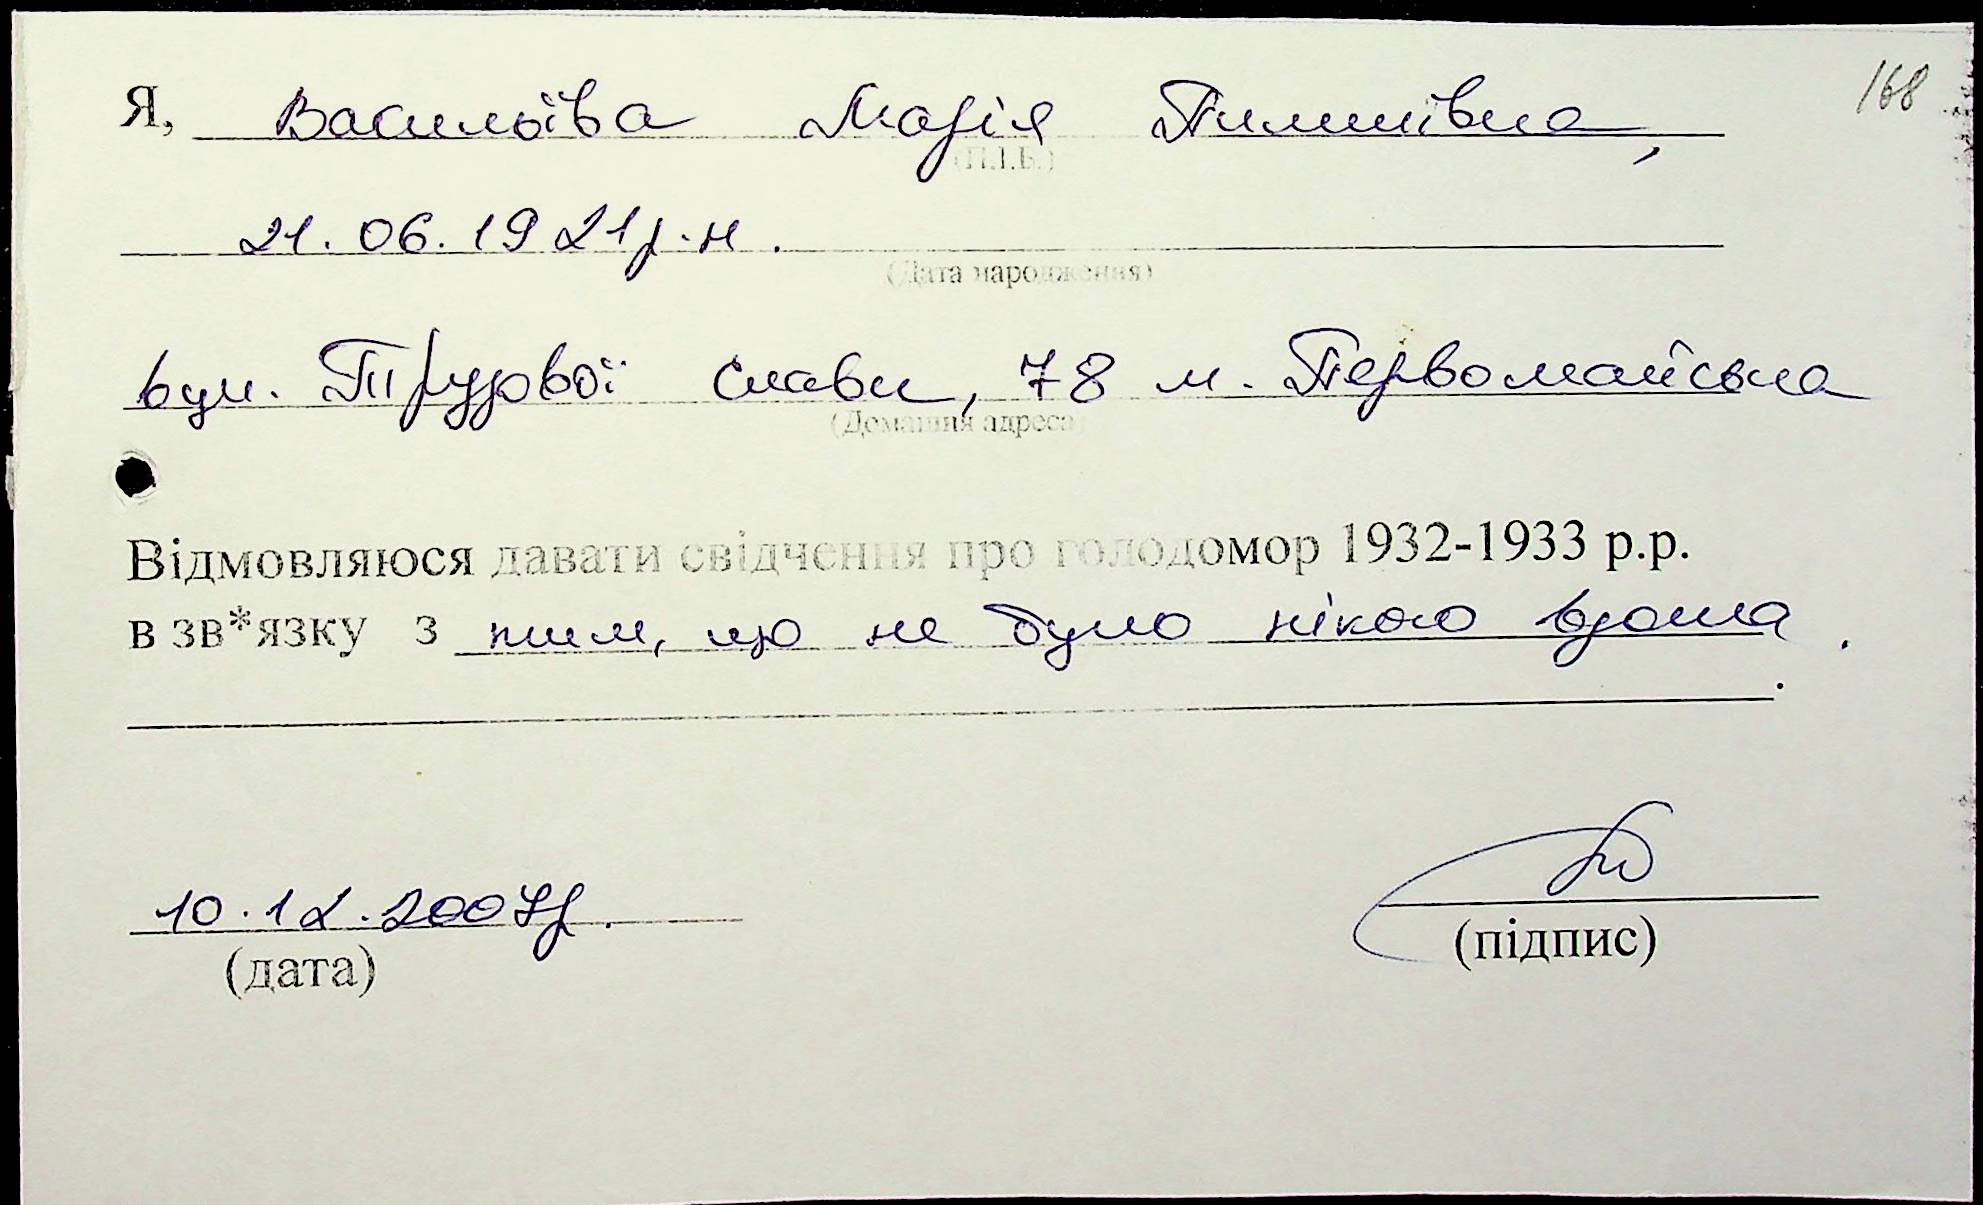 168
Я, Васильїва Марія Пилипівна,
(П.І.Б.)
21.06.1921р.н.
(Дата народження)
вул. Трудової Слави, 78 м. Первомайська
(Домашня адреса)
Відмовляюся давати свідчення про голодомор 1932-1933 р.р.
в зв*язку з тим, що не було нікого вдома.
10.12.2007р.
(дата)
(підпис)